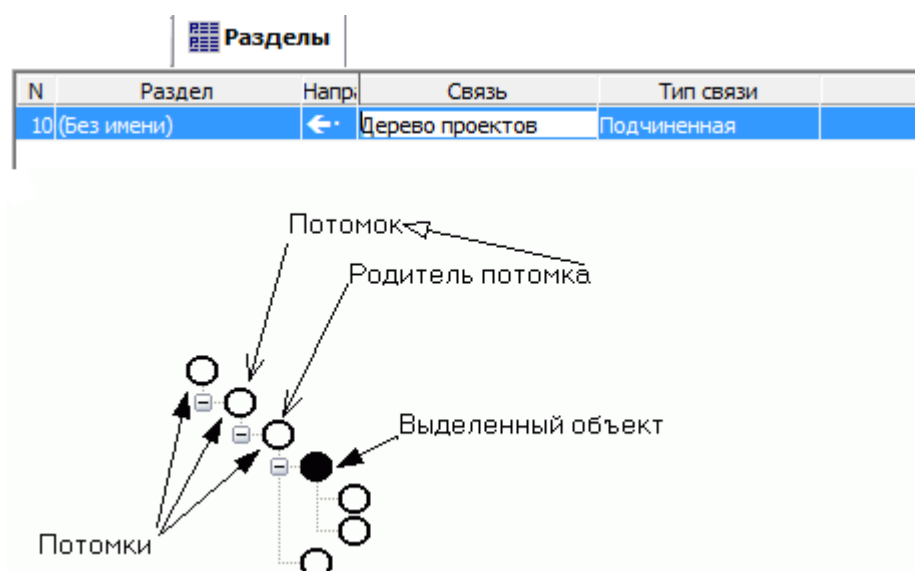 Разделы
N Раздел Напр Связь Тип связи
10 (Без имени) Дерево проектов Подчиненная
Потомок
Родитель потомка
Выделенный объект
Потомки